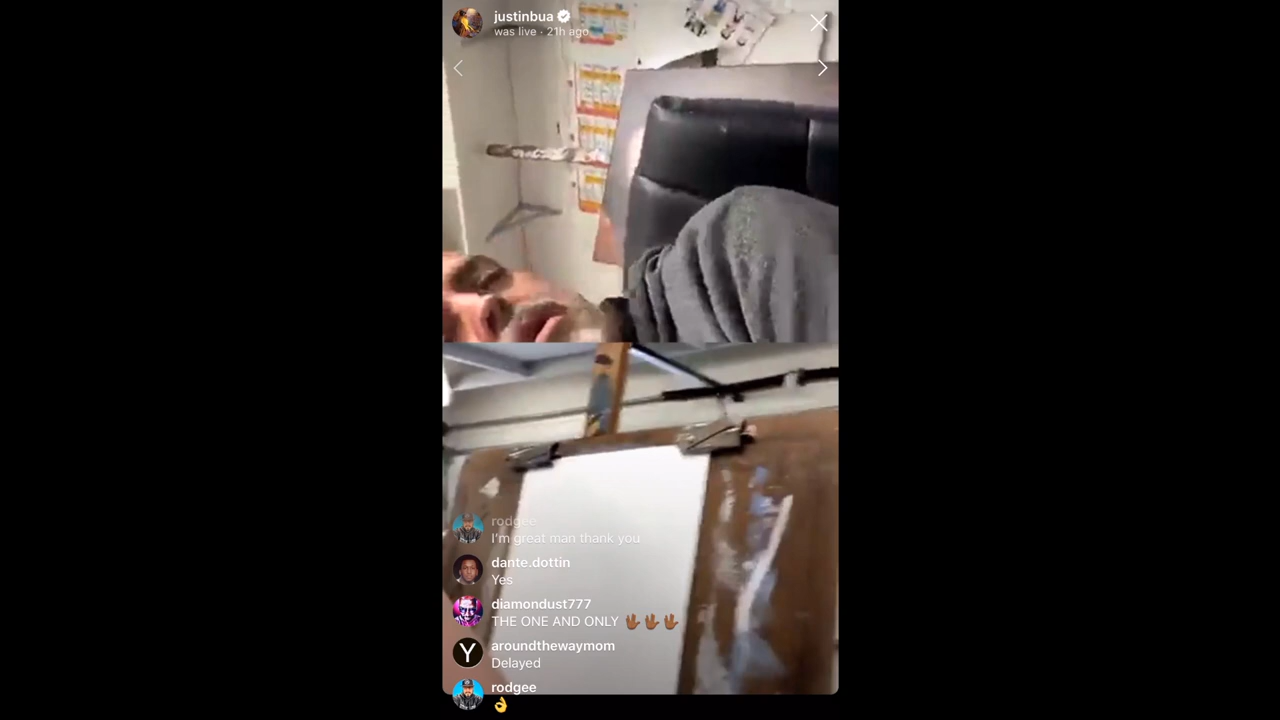 justinbua
was live · 21h ago
rodgee
I'm great man thank you
dante.dottin
Yes
diamondust777
THE ONE AND ONLY 🖖🏾🖖🏾🖖🏾
Y
aroundthewaymom
Delayed
rodgee
👌